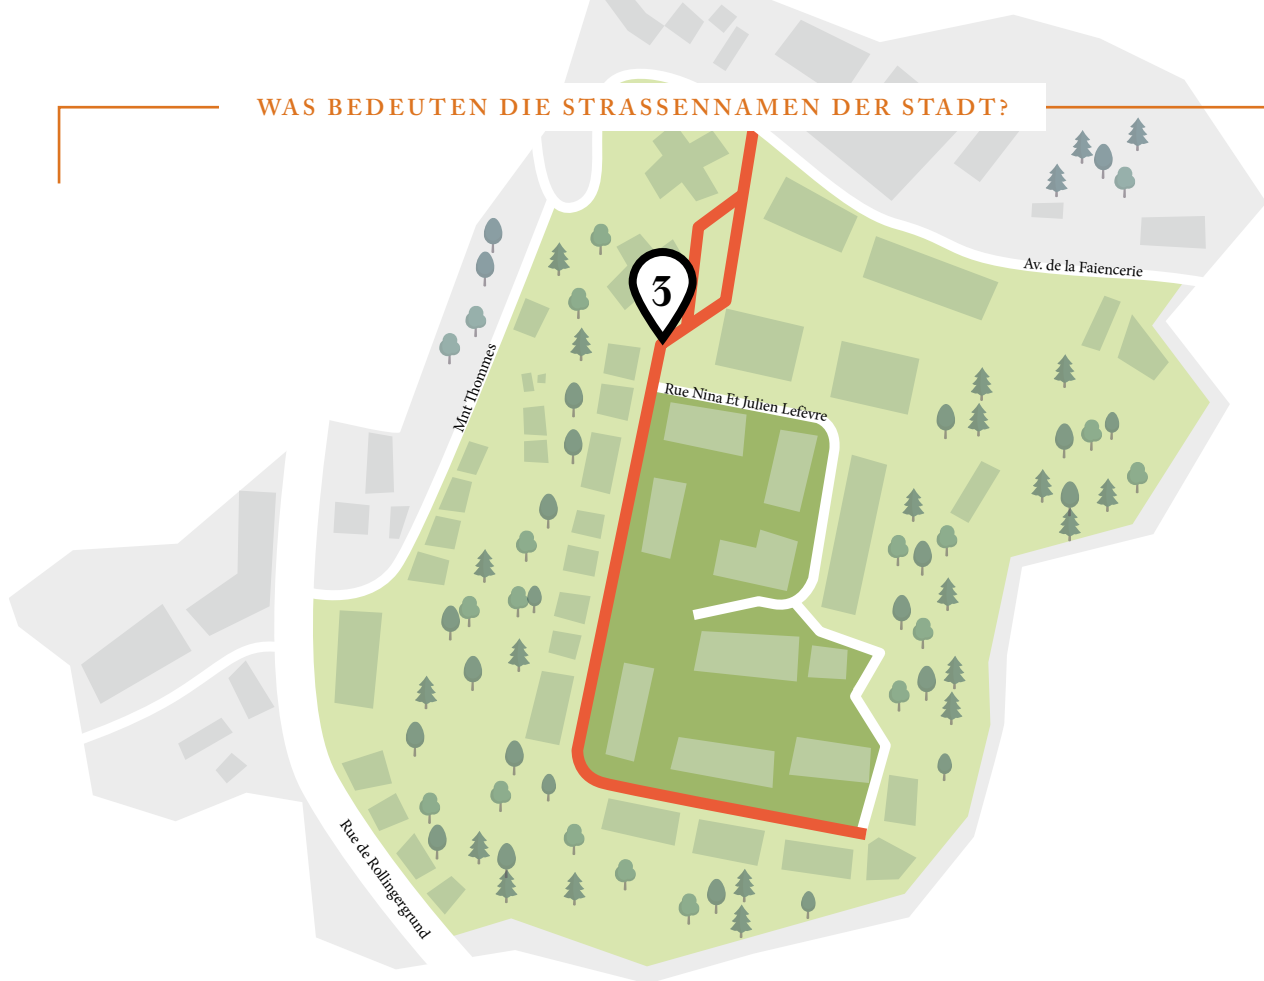 WAS BEDEUTEN DIE STRASSENNAMEN DER STADT?
Av. de la Faiencerie
3
Mnt Thommes
Rue Nina Et Julien Lefèvre
Rue de Rollingergrund